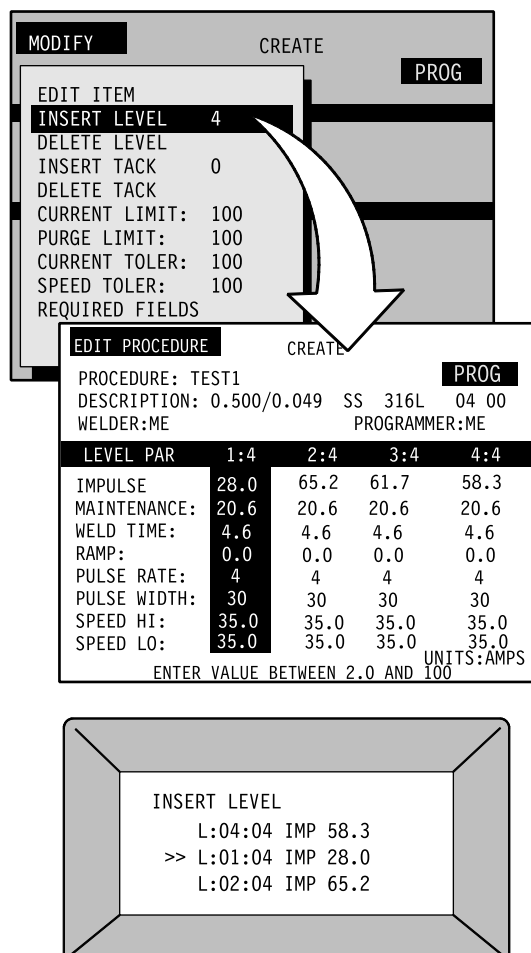 MODIFY CREATE
PROG
EDIT ITEM
INSERT LEVEL 4
DELETE LEVEL
INSERT TACK 0
DELETE TACK
CURRENT LIMIT: 100
PURGE LIMIT: 100
CURRENT TOLER: 100
SPEED TOLER: 100
REQUIRED FIELDS
EDIT PROCEDURE CREATE
PROG
PROCEDURE: TEST1
DESCRIPTION: 0.500/0.049 SS 316L 04 00
WELDER:ME PROGRAMMER:ME
LEVEL PAR 1:4 2:4 3:4 4:4
IMPULSE 28.0 65.2 61.7 58.3
MAINTENANCE: 20.6 20.6 20.6 20.6
WELD TIME: 4.6 4.6 4.6 4.6
RAMP: 0.0 0.0 0.0 0.0
PULSE RATE: 4 4 4 4
PULSE WIDTH: 30 30 30 30
SPEED HI: 35.0 35.0 35.0 35.0
SPEED LO: 35.0 35.0 35.0 35.0
UNITS:AMPS
ENTER VALUE BETWEEN 2.0 AND 100
INSERT LEVEL
L:04:04 IMP 58.3
>> L:01:04 IMP 28.0
L:02:04 IMP 65.2